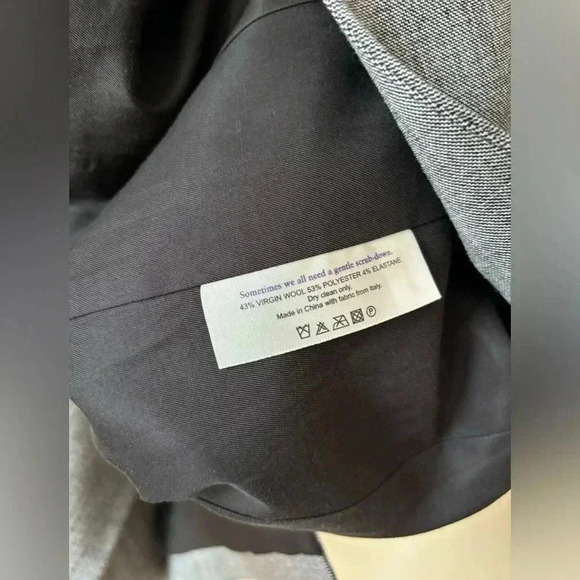 Sometimes we all need a gentle scrub-down.
43% VIRGIN WOOL 53% POLYESTER 4% ELASTANE
Dry clean only.
Made in China with fabric from Italy.
P